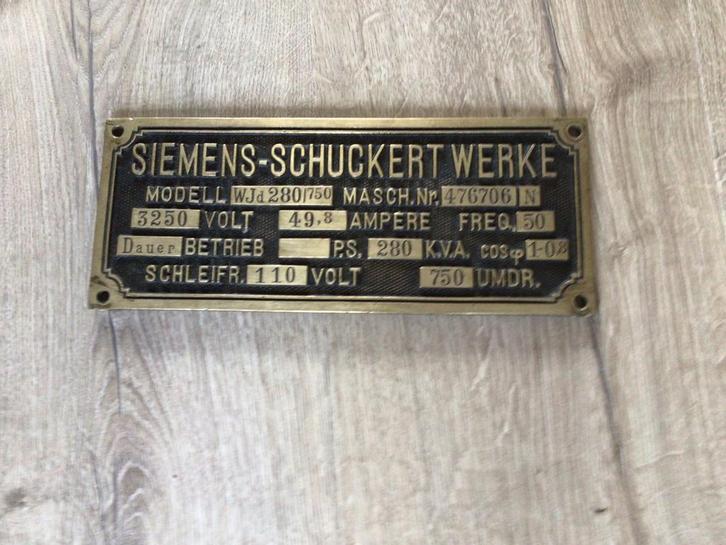 SIEMENS-SCHUCKERT WERKE
MODELL WJd 280/750 MASCH.Nr. 476706 N
3250 VOLT 49,8 AMPERE FREQ. 50
Dauer BETRIEB P.S. 280 K.V.A. cosφ 1-0.8
SCHLEIFR. 110 VOLT 750 UMDR.